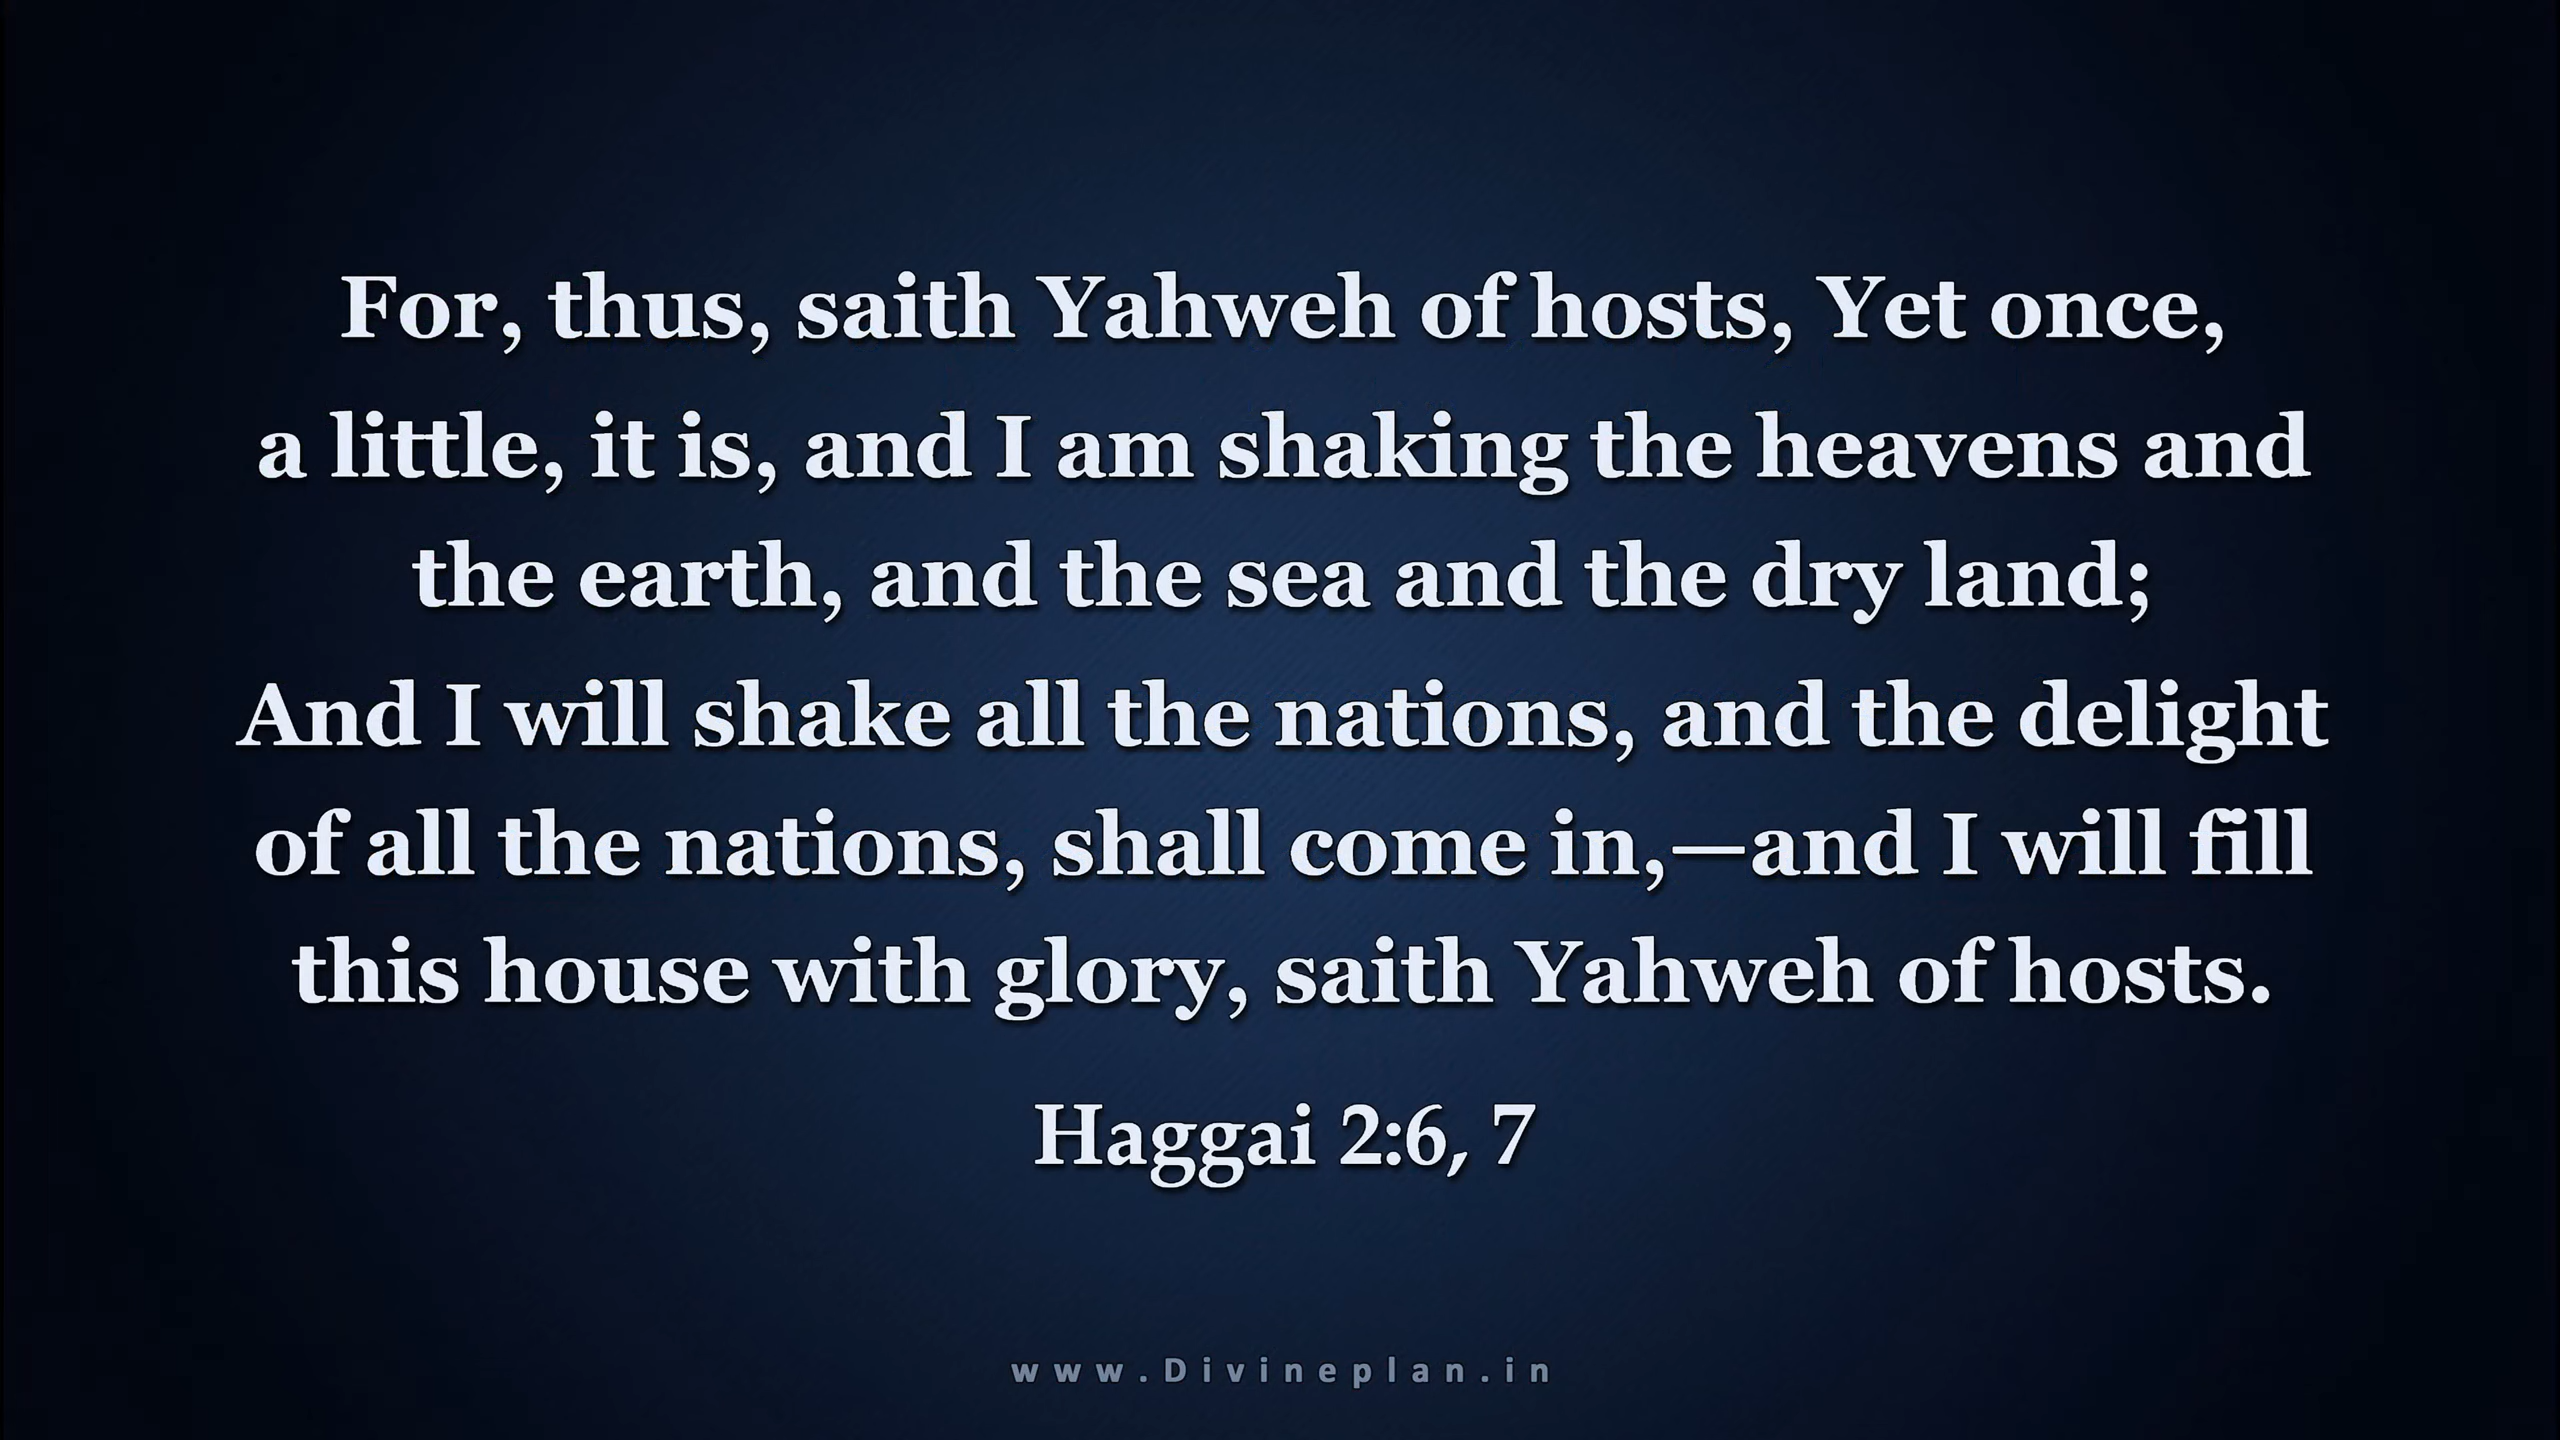 For, thus, saith Yahweh of hosts, Yet once,
a little, it is, and I am shaking the heavens and
the earth, and the sea and the dry land;
And I will shake all the nations, and the delight
of all the nations, shall come in,—and I will fill
this house with glory, saith Yahweh of hosts.
Haggai 2:6, 7
www.Divineplan.in